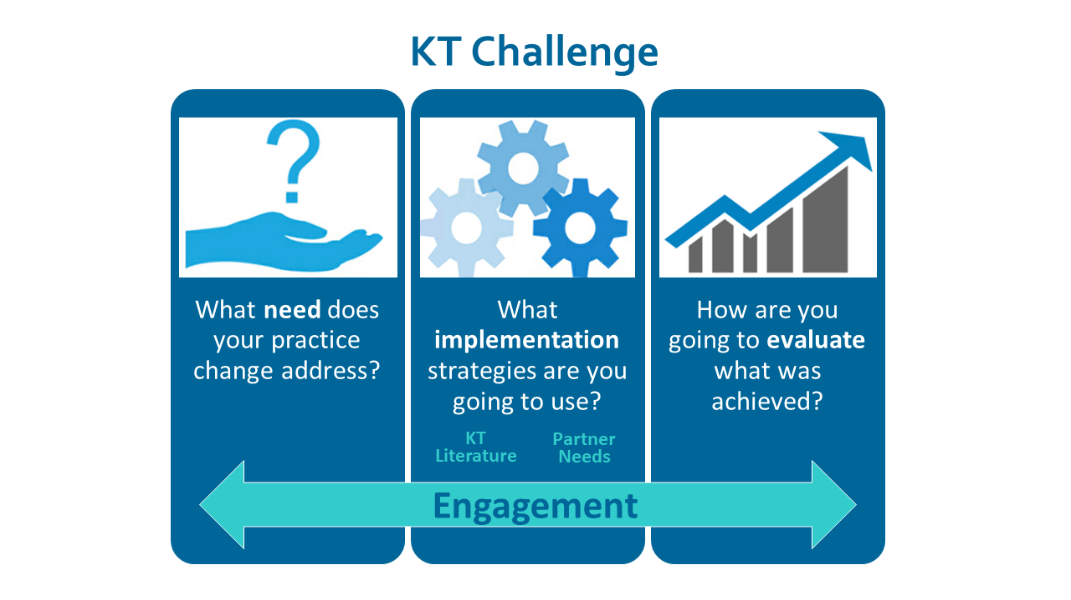 KT Challenge
?
What need does
your practice
change address?
What
implementation
strategies are you
going to use?
KT
Literature
Partner
Needs
How are you
going to evaluate
what was
achieved?
Engagement